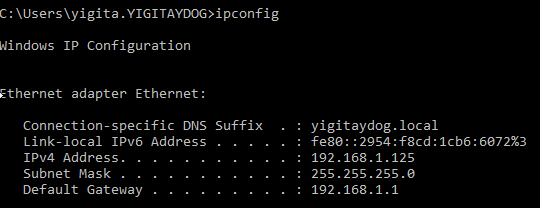 C:\Users\yigita.YIGITAYDOG>ipconfig
Windows IP Configuration
Ethernet adapter Ethernet:
Connection-specific DNS Suffix  . : yigitaydog.local
Link-local IPv6 Address . . . . . : fe80::2954:f8cd:1cb6:6072%3
IPv4 Address. . . . . . . . . . . : 192.168.1.125
Subnet Mask . . . . . . . . . . . : 255.255.255.0
Default Gateway . . . . . . . . . : 192.168.1.1